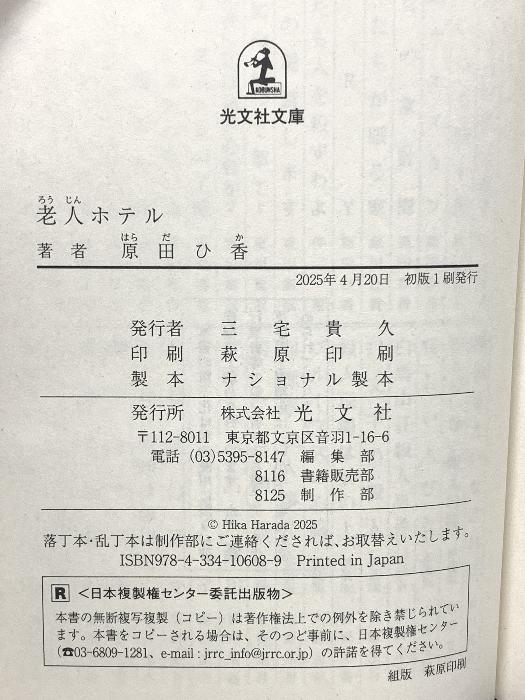 KOBUNSHA
光文社文庫
ろうじん
老人ホテル
はらだか
著者 原田ひ香
2025年4月20日 初版1刷発行
発行者 三宅貴久
印刷 萩原印刷
製本 ナショナル製本
発行所 株式会社 光文社
〒112-8011 東京都文京区音羽1-16-6
電話 (03)5395-8147 編集部
8116 書籍販売部
8125 制作部
© Hika Harada 2025
落丁本・乱丁本は制作部にご連絡くだされば、お取替えいたします。
ISBN978-4-334-10608-9 Printed in Japan
R <日本複製権センター委託出版物>
本書の無断複写複製（コピー）は著作権法上での例外を除き禁じられてい
ます。本書をコピーされる場合は、そのつど事前に、日本複製権センター
（☎03-6809-1281、e-mail : jrrc_info@jrrc.or.jp）の許諾を得てください。
組版 萩原印刷